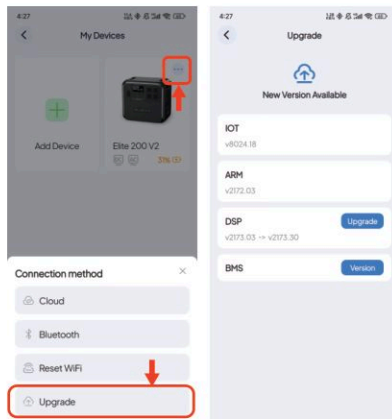 4:27
My Devices
Add Device
Elite 200 V2
31%
Connection method
Cloud
Bluetooth
Reset WiFi
Upgrade
4:27
Upgrade
New Version Available
IOT
v8024.18
ARM
v2172.03
DSP
Upgrade
v2173.03 -> v2173.30
BMS
Version